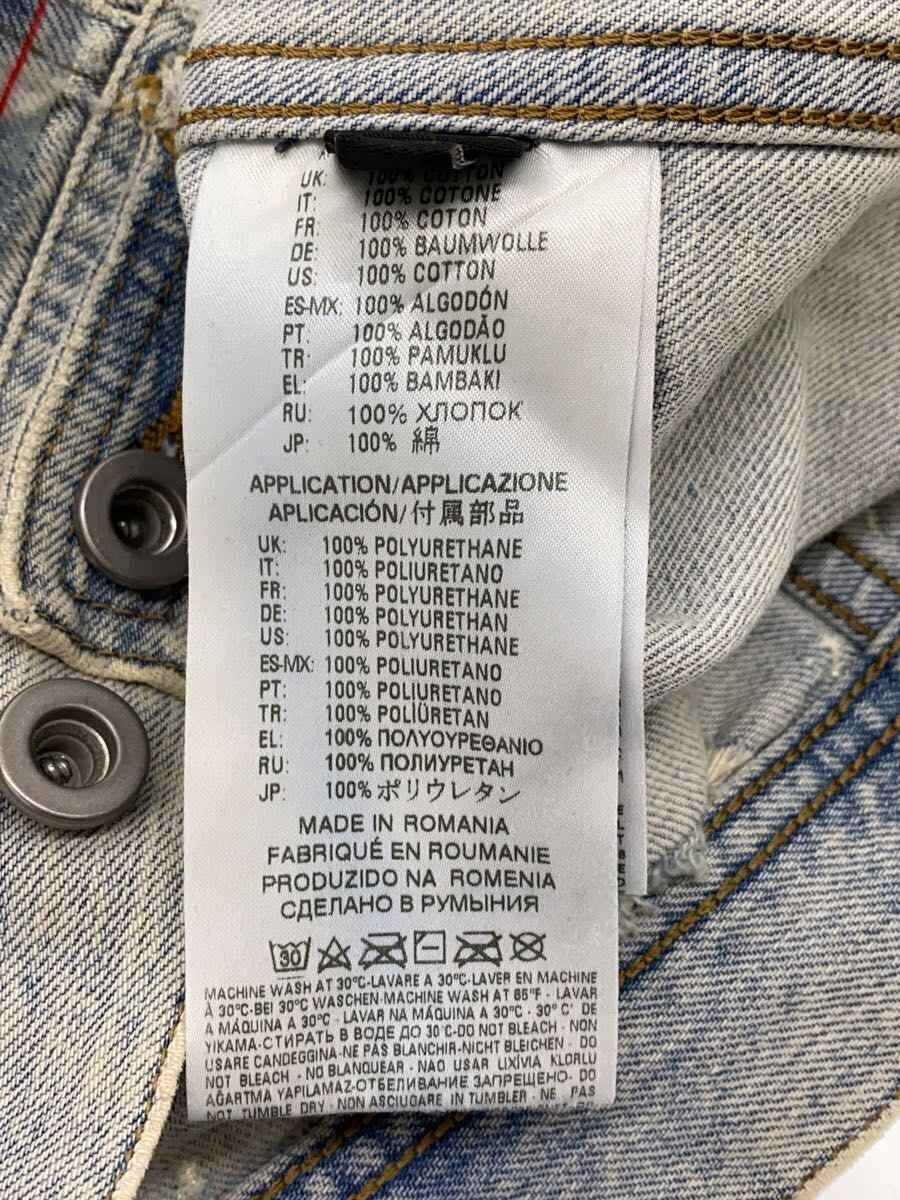 UK: 100% COTTON
IT: 100% COTONE
FR: 100% COTON
DE: 100% BAUMWOLLE
US: 100% COTTON
ES-MX: 100% ALGODÓN
PT: 100% ALGODÃO
TR: 100% PAMUKLU
EL: 100% BAMBAKI
RU: 100% ХЛОПОК
JP: 100% 綿
APPLICATION/APPLICAZIONE
APLICACIÓN/付属部品
UK: 100% POLYURETHANE
IT: 100% POLIURETANO
FR: 100% POLYURETHANE
DE: 100% POLYURETHAN
US: 100% POLYURETHANE
ES-MX: 100% POLIURETANO
PT: 100% POLIURETANO
TR: 100% POLİÜRETAN
EL: 100% ΠΟΛΥΟΥΡΕΘΑΝΙΟ
RU: 100% ПОЛИУРЕТАН
JP: 100% ポリウレタン
MADE IN ROMANIA
FABRIQUÉ EN ROUMANIE
PRODUZIDO NA ROMENIA
СДЕЛАНО В РУМЫНИЯ
30
MACHINE WASH AT 30°C-LAVARE A 30°C-LAVER EN MACHINE
À 30°C-BEI 30°C WASCHEN-MACHINE WASH AT 65°F - LAVAR
A MÁQUINA A 30°C - LAVAR NA MÁQUINA A 30°C - 30°C' DE
YIKAMA-СТИРАТЬ В ВОДЕ ДО 30°C-DO NOT BLEACH - NON
USARE CANDEGGINA-NE PAS BLANCHIR-NICHT BLEICHEN - DO
NOT BLEACH - NO BLANQUEAR - NAO USAR LIXÍVIA KLORLU
AĞARTMA YAPILAMAZ-ОТБЕЛИВАНИЕ ЗАПРЕЩЕНО- DO
NOT TUMBLE DRY - NON ASCIUGARE IN TUMBLER - NE PAS